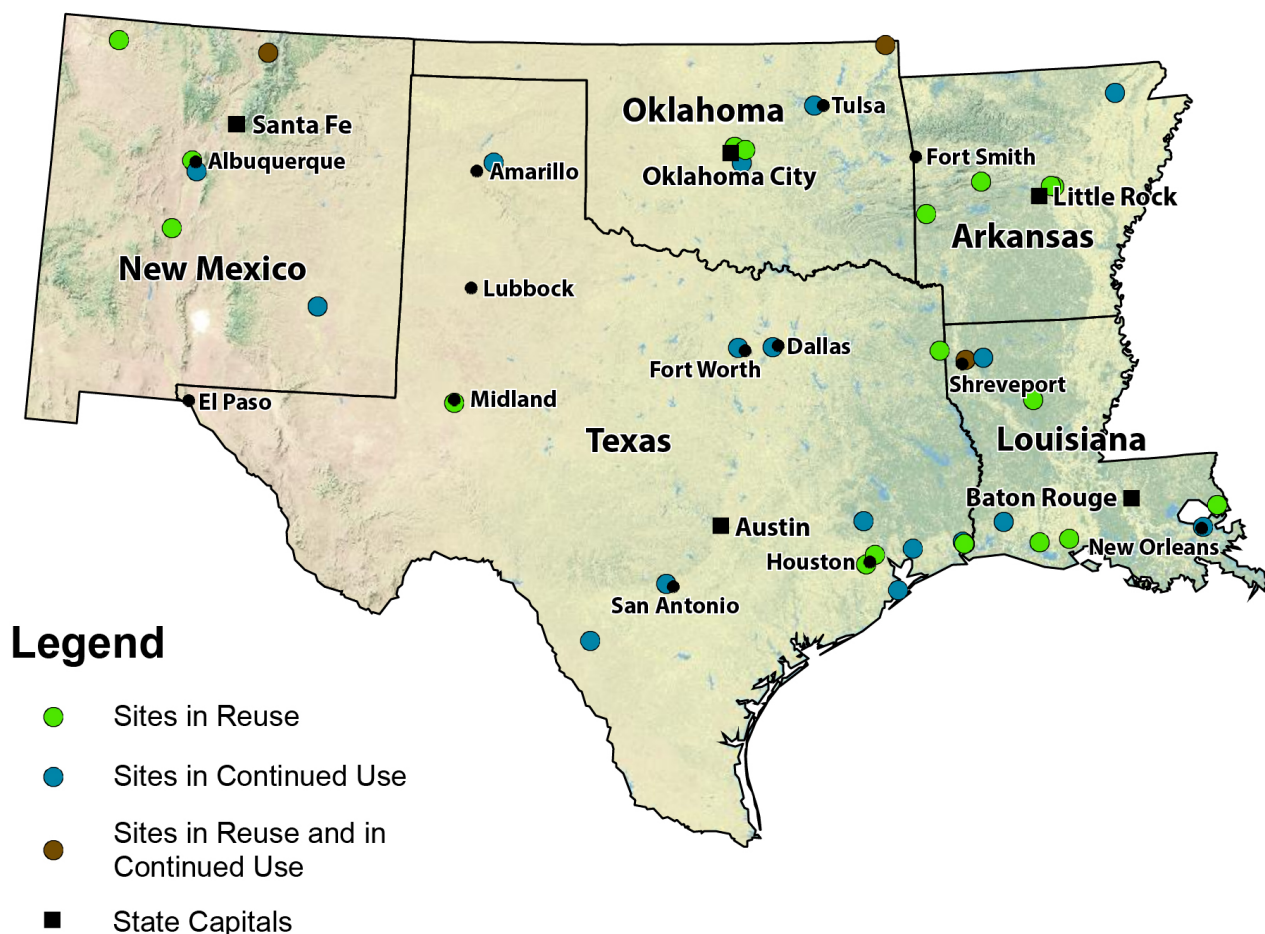 Oklahoma
Tulsa
Santa Fe
Albuquerque
Amarillo
Oklahoma City
Fort Smith
Little Rock
Arkansas
New Mexico
Lubbock
Fort Worth
Dallas
Shreveport
El Paso
Midland
Texas
Louisiana
Baton Rouge
Austin
Houston
New Orleans
San Antonio
Legend
Sites in Reuse
Sites in Continued Use
Sites in Reuse and in
Continued Use
State Capitals